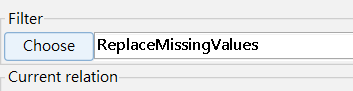 Filter
Choose ReplaceMissingValues
Current relation